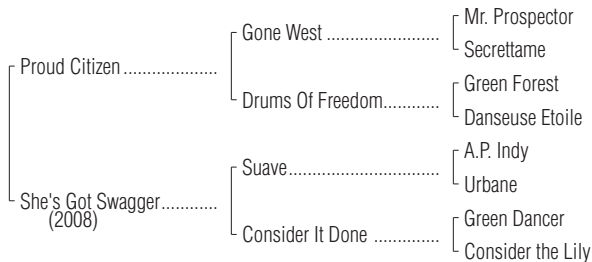 Mr. Prospector
Gone West ........................
Secrettame
Proud Citizen ....................
Green Forest
Drums Of Freedom............
Danseuse Etoile
A.P. Indy
Suave................................
Urbane
She's Got Swagger............
(2008)
Green Dancer
Consider It Done ..............
Consider the Lily